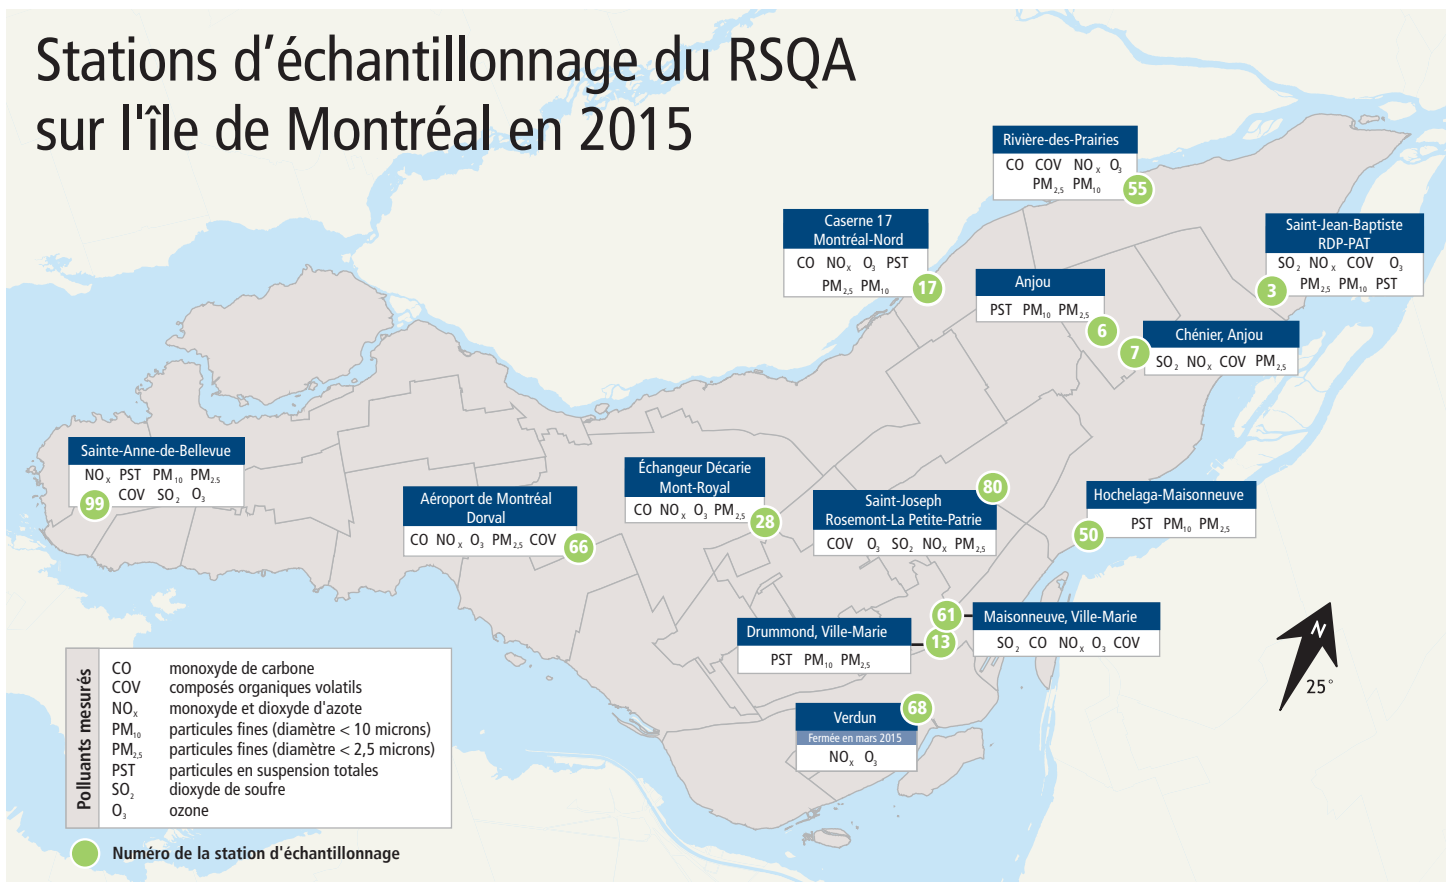 Stations d'échantillonnage du RSQA
sur l'île de Montréal en 2015
Rivière-des-Prairies
CO COV NOx O3
PM2,5 PM10
55
Caserne 17
Montréal-Nord
CO NOx O3 PST
PM2,5 PM10
17
Saint-Jean-Baptiste
RDP-PAT
SO2 NOx COV O3
PM2,5 PM10 PST
3
Anjou
PST PM10 PM2,5
6
Chénier, Anjou
SO2 NOx COV PM2,5
7
Sainte-Anne-de-Bellevue
NOx PST PM10 PM2.5
COV SO2 O3
99
Aéroport de Montréal
Dorval
CO NOx O3 PM2,5 COV
66
Échangeur Décarie
Mont-Royal
CO NOx O3 PM2,5
28
80
Saint-Joseph
Rosemont-La Petite-Patrie
COV O3 SO2 NOx PM2,5
Hochelaga-Maisonneuve
PST PM10 PM2,5
50
61
Maisonneuve, Ville-Marie
SO2 CO NOx O3 COV
Drummond, Ville-Marie
PST PM10 PM2,5
13
68
Verdun
Fermée en mars 2015
NOx O3
N
25°
Polluants mesurés
CO monoxyde de carbone
COV composés organiques volatils
NOx monoxyde et dioxyde d'azote
PM10 particules fines (diamètre < 10 microns)
PM2,5 particules fines (diamètre < 2,5 microns)
PST particules en suspension totales
SO2 dioxyde de soufre
O3 ozone
Numéro de la station d'échantillonnage